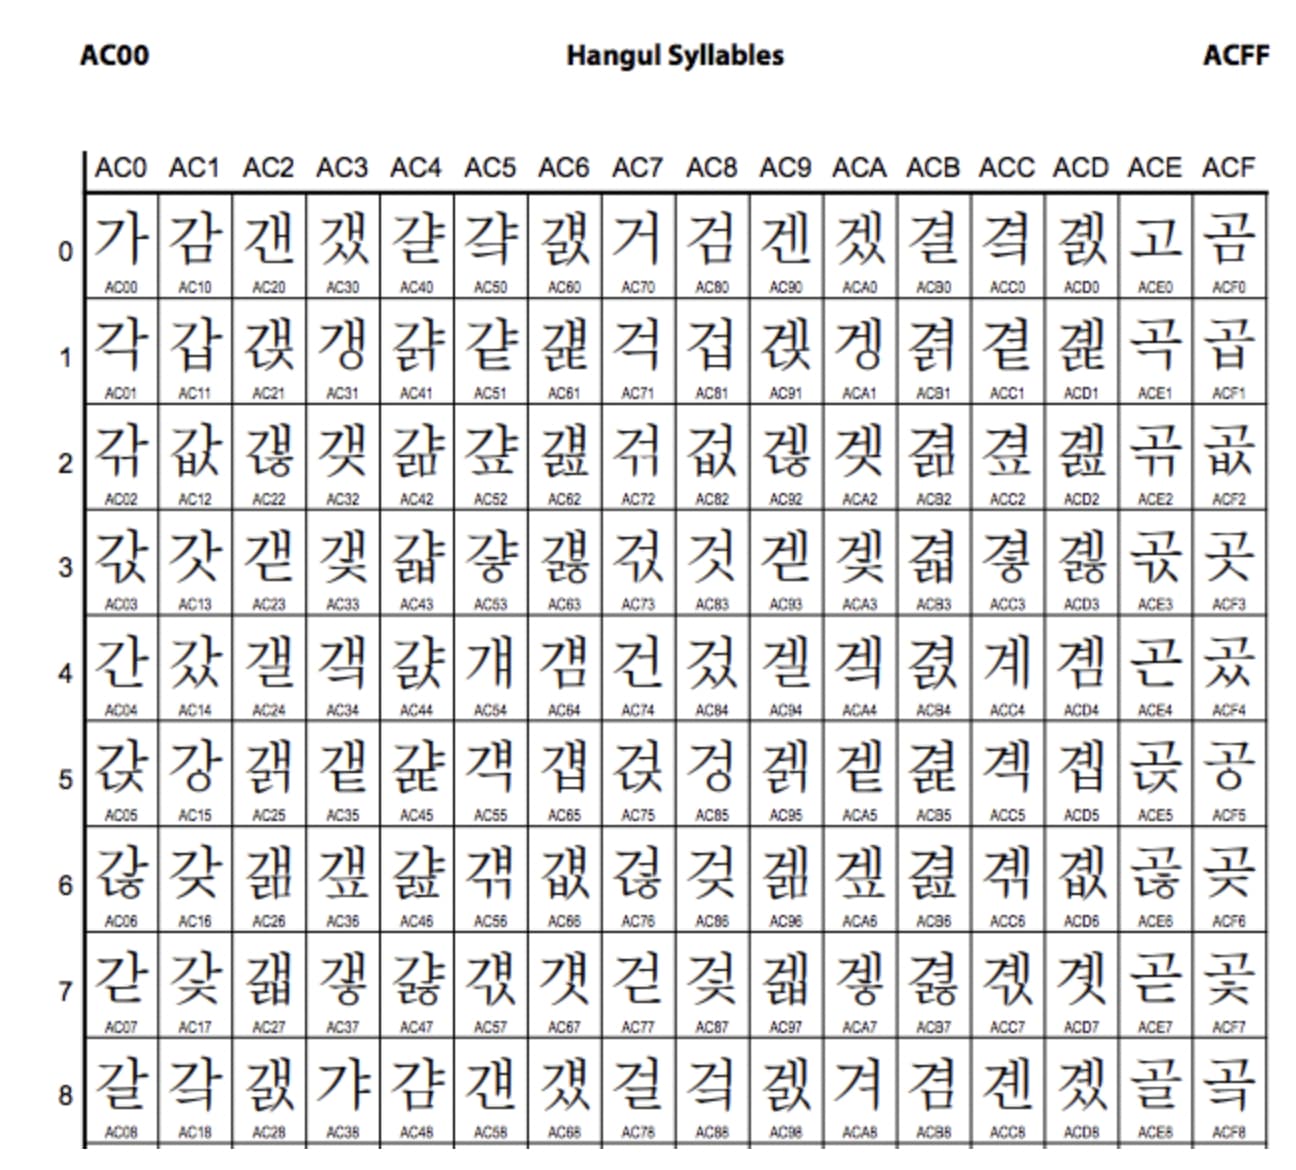 AC00 Hangul Syllables ACFF
AC0 AC1 AC2 AC3 AC4 AC5 AC6 AC7 AC8 AC9 ACA ACB ACC ACD ACE ACF
0 가 감 갠 갰 걀 걐 걠 거 검 겐 겠 결 곀 곐 고 곰
AC00 AC10 AC20 AC30 AC40 AC50 AC60 AC70 AC80 AC90 ACA0 ACB0 ACC0 ACD0 ACE0 ACF0
1 각 갑 갡 갱 걁 걑 걡 걱 겁 겑 겡 겱 곁 곑 곡 곱
AC01 AC11 AC21 AC31 AC41 AC51 AC61 AC71 AC81 AC91 ACA1 ACB1 ACC1 ACD1 ACE1 ACF1
2 갂 값 갢 갲 걂 걒 걢 걲 겂 겒 겢 겲 곂 곒 곢 곲
AC02 AC12 AC22 AC32 AC42 AC52 AC62 AC72 AC82 AC92 ACA2 ACB2 ACC2 ACD2 ACE2 ACF2
3 갃 갓 갣 갳 걃 걓 걣 걳 것 겓 겣 겳 곃 곓 곣 곳
AC03 AC13 AC23 AC33 AC43 AC53 AC63 AC73 AC83 AC93 ACA3 ACB3 ACC3 ACD3 ACE3 ACF3
4 간 갔 갤 갴 걄 걔 걤 건 겄 겔 겤 겴 계 곔 곤 곴
AC04 AC14 AC24 AC34 AC44 AC54 AC64 AC74 AC84 AC94 ACA4 ACB4 ACC4 ACD4 ACE4 ACF4
5 갅 강 갥 갵 걅 걕 걥 걵 겅 겕 겥 겵 곅 곕 곥 공
AC05 AC15 AC25 AC35 AC45 AC55 AC65 AC75 AC85 AC95 ACA5 ACB5 ACC5 ACD5 ACE5 ACF5
6 갆 갖 갦 갶 걆 걖 걦 걶 겆 겖 겦 겶 곆 곖 곦 곶
AC06 AC16 AC26 AC36 AC46 AC56 AC66 AC76 AC86 AC96 ACA6 ACB6 ACC6 ACD6 ACE6 ACF6
7 갇 갗 갧 갷 걇 걗 걧 걷 겇 겗 겧 겷 곇 곗 곧 곷
AC07 AC17 AC27 AC37 AC47 AC57 AC67 AC77 AC87 AC97 ACA7 ACB7 ACC7 ACD7 ACE7 ACF7
8 갈 갘 갨 갸 걈 걘 걨 걸 겈 겘 겨 겸 곈 곘 골 곸
AC08 AC18 AC28 AC38 AC48 AC58 AC68 AC78 AC88 AC98 ACA8 ACB8 ACC8 ACD8 ACE8 ACF8